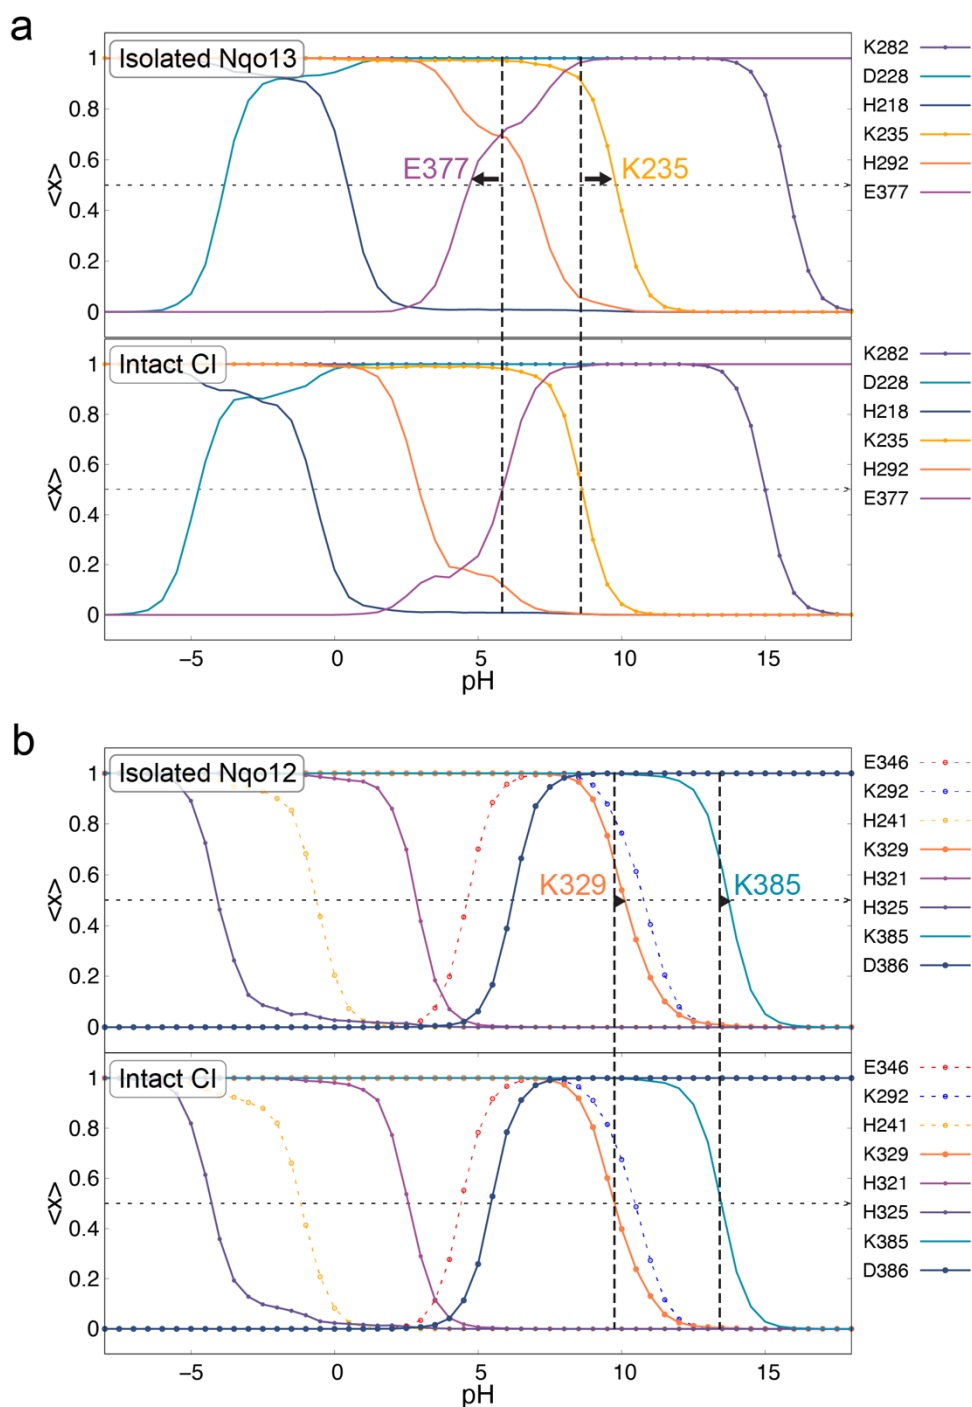 a
Isolated Nqo13
1
0.8
0.6
0.4
0.2
0
<x>
E377
K235
K282
D228
H218
K235
H292
E377
Intact CI
1
0.8
0.6
0.4
0.2
0
<x>
K282
D228
H218
K235
H292
E377
−5
0
5
10
15
pH
b
Isolated Nqo12
1
0.8
0.6
0.4
0.2
0
<x>
K329
K385
E346
K292
H241
K329
H321
H325
K385
D386
Intact CI
1
0.8
0.6
0.4
0.2
0
<x>
E346
K292
H241
K329
H321
H325
K385
D386
−5
0
5
10
15
pH